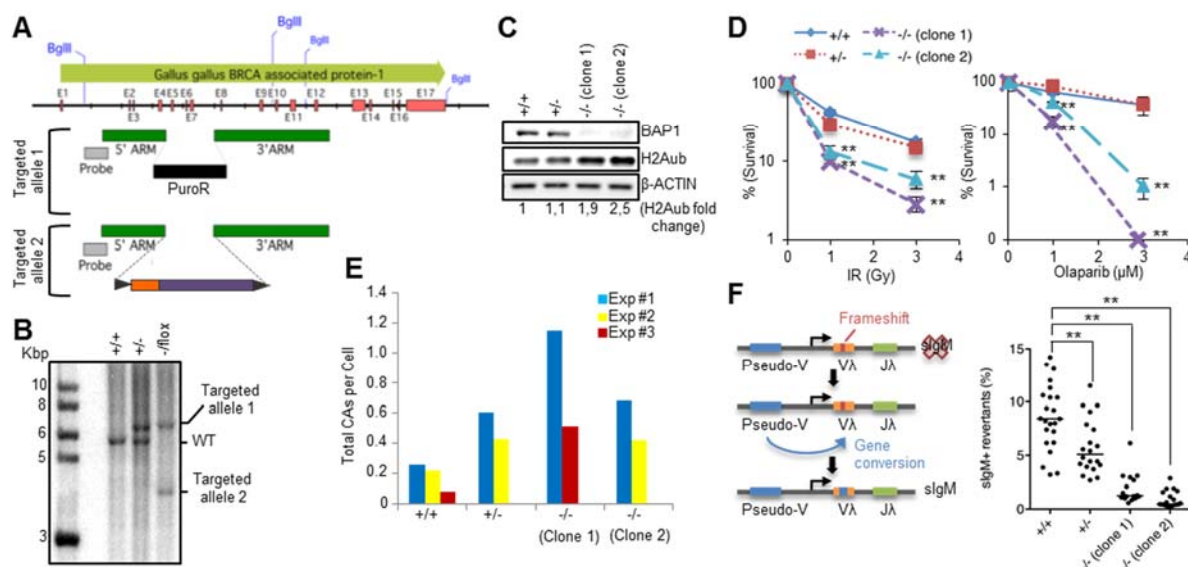 A
BglII
BglII
BglII
BglII
Gallus gallus BRCA associated protein-1
E1 E2 E4 E5 E6 E8 E9 E10 E12 E13 E15 E17
E3 E7 E11 E14 E16
Targeted allele 1
5' ARM 3'ARM
Probe
PuroR
Targeted allele 2
5' ARM 3'ARM
Probe
B
Kbp
+/+ +/- -/flox
10
8
6
5
3
Targeted allele 1
WT
Targeted allele 2
C
+/+ +/- -/- (clone 1) -/- (clone 2)
BAP1
H2Aub
β-ACTIN
1 1,1 1,9 2,5 (H2Aub fold change)
D
+/+ -/- (clone 1)
+/- -/- (clone 2)
% (Survival)
100
10
1
** ** ** **
0 1 2 3 4
IR (Gy)
% (Survival)
100
10
1
0
** ** ** **
0 1 2 3 4
Olaparib (µM)
E
Total CAs per Cell
1.4
1.2
1
0.8
0.6
0.4
0.2
0
Exp #1
Exp #2
Exp #3
+/+ +/- -/- -/-
(Clone 1) (Clone 2)
F
Frameshift
sIgM
Pseudo-V Vλ Jλ
Pseudo-V Vλ Jλ
Gene conversion
sIgM
Pseudo-V Vλ Jλ
sIgM+ revertants (%)
15
10
5
0
**
**
**
+/+ +/- -/- (clone 1) -/- (clone 2)